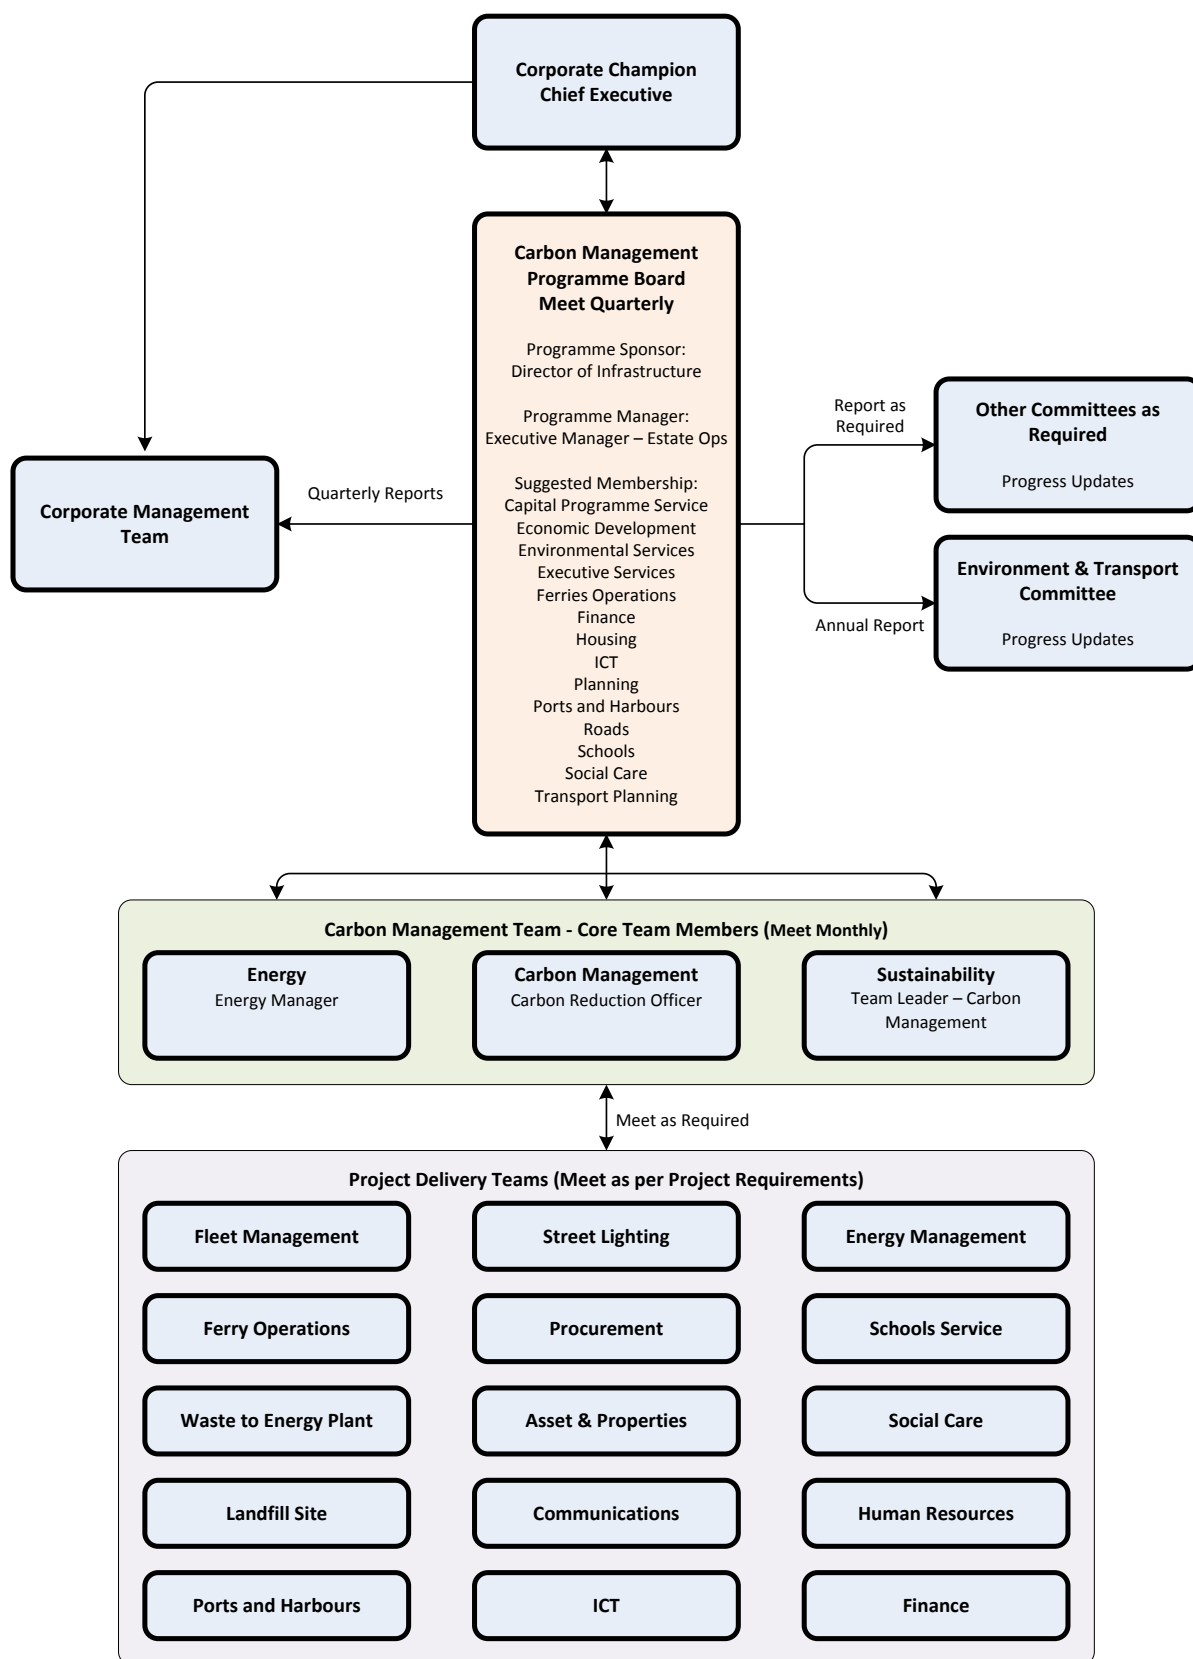 Corporate Champion
Chief Executive
Carbon Management
Programme Board
Meet Quarterly
Programme Sponsor:
Director of Infrastructure
Programme Manager:
Executive Manager – Estate Ops
Suggested Membership:
Capital Programme Service
Economic Development
Environmental Services
Executive Services
Ferries Operations
Finance
Housing
ICT
Planning
Ports and Harbours
Roads
Schools
Social Care
Transport Planning
Quarterly Reports
Corporate Management
Team
Report as
Required
Other Committees as
Required
Progress Updates
Annual Report
Environment & Transport
Committee
Progress Updates
Carbon Management Team - Core Team Members (Meet Monthly)
Energy
Energy Manager
Carbon Management
Carbon Reduction Officer
Sustainability
Team Leader – Carbon
Management
Meet as Required
Project Delivery Teams (Meet as per Project Requirements)
Fleet Management
Street Lighting
Energy Management
Ferry Operations
Procurement
Schools Service
Waste to Energy Plant
Asset & Properties
Social Care
Landfill Site
Communications
Human Resources
Ports and Harbours
ICT
Finance